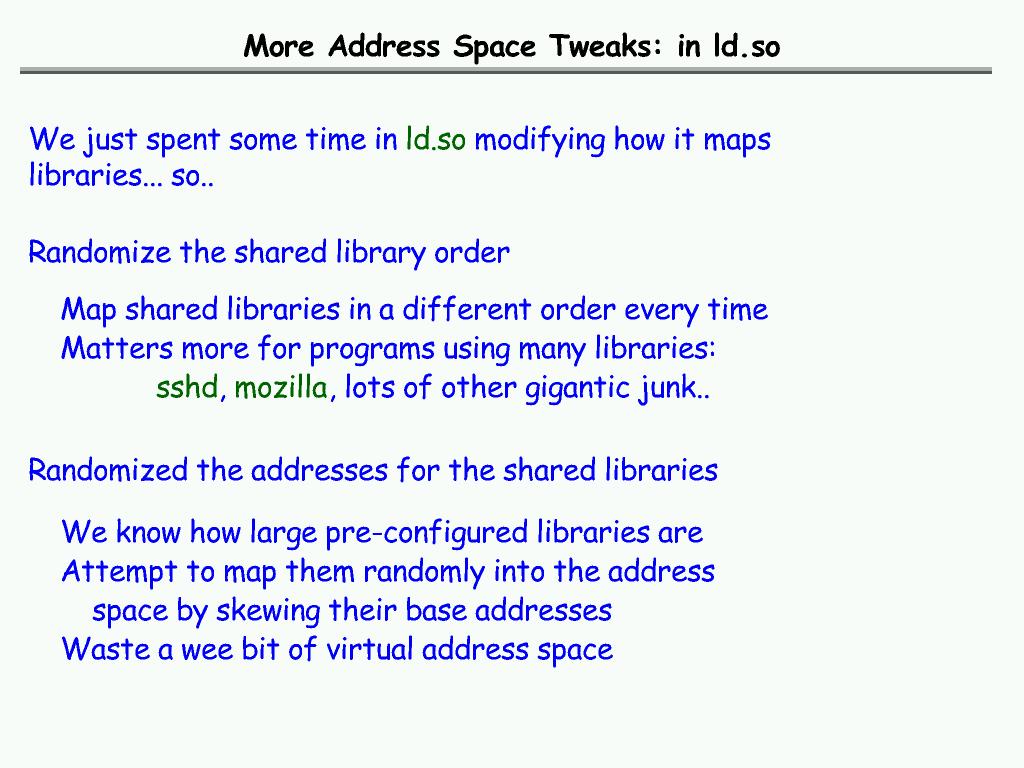 More Address Space Tweaks: in ld.so
We just spent some time in ld.so modifying how it maps
libraries... so..
Randomize the shared library order
Map shared libraries in a different order every time
Matters more for programs using many libraries:
sshd, mozilla, lots of other gigantic junk..
Randomized the addresses for the shared libraries
We know how large pre-configured libraries are
Attempt to map them randomly into the address
space by skewing their base addresses
Waste a wee bit of virtual address space